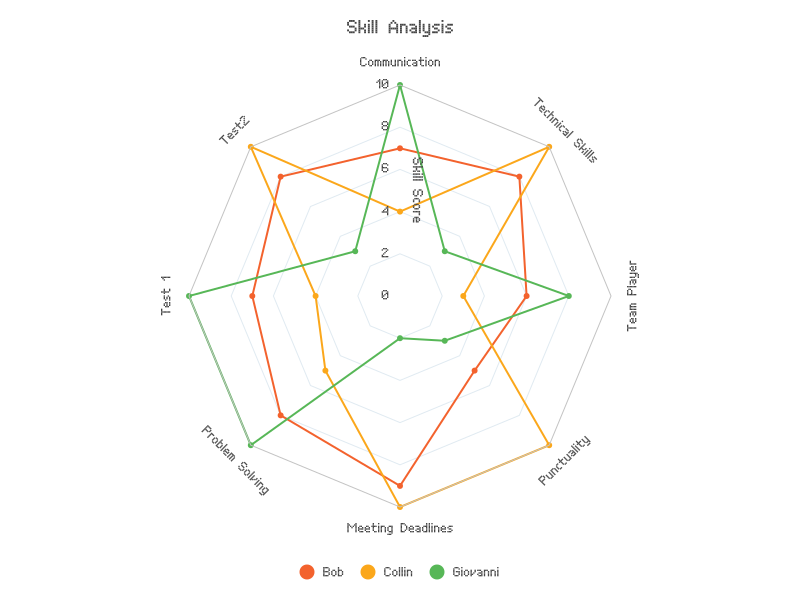 Skill Analysis
Communication
Technical Skills
Team Player
Punctuality
Meeting Deadlines
Problem Solving
Test 1
Test2
10
8
6
4
2
0
Skill Score
Bob
Collin
Giovanni